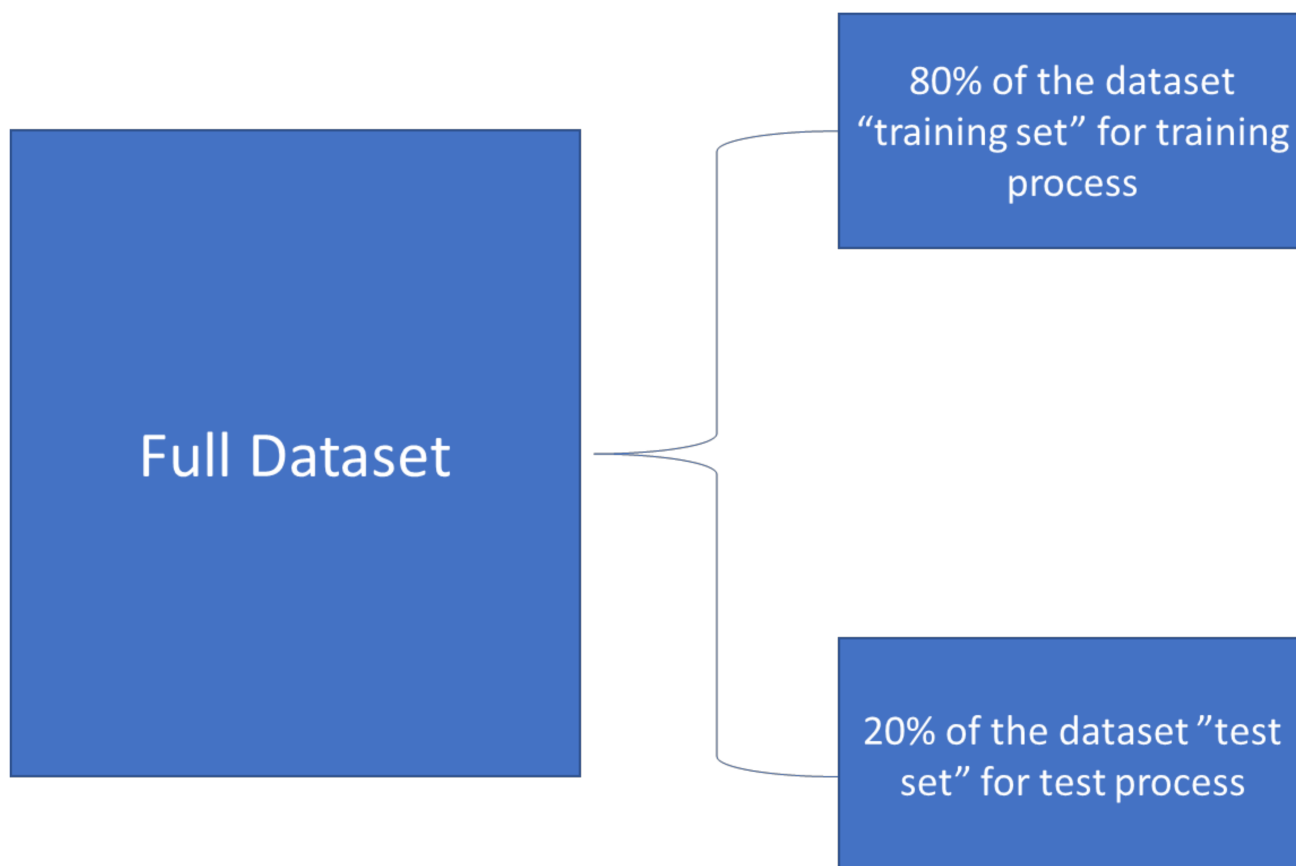 Full Dataset
80% of the dataset
“training set” for training
process
20% of the dataset ”test
set” for test process